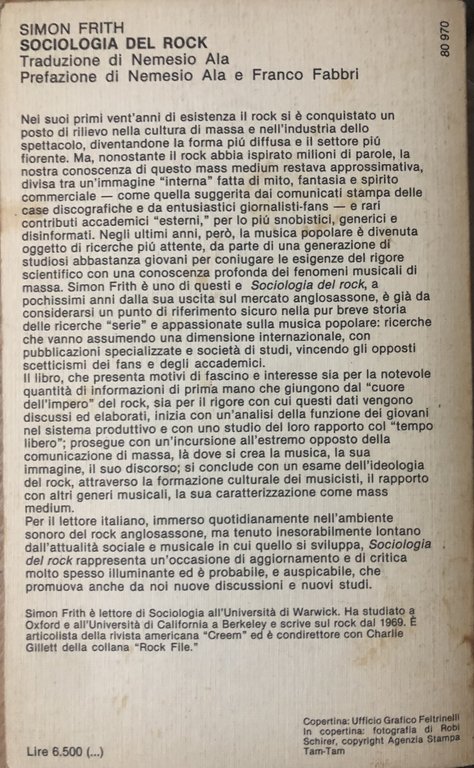 SIMON FRITH
SOCIOLOGIA DEL ROCK
Traduzione di Nemesio Ala
Prefazione di Nemesio Ala e Franco Fabbri
80 970
Nei suoi primi vent'anni di esistenza il rock si è conquistato un
posto di rilievo nella cultura di massa e nell'industria dello
spettacolo, diventandone la forma piú diffusa e il settore piú
fiorente. Ma, nonostante il rock abbia ispirato milioni di parole, la
nostra conoscenza di questo mass medium restava approssimativa,
divisa tra un'immagine "interna" fatta di mito, fantasia e spirito
commerciale — come quella suggerita dai comunicati stampa delle
case discografiche e da entusiastici giornalisti-fans — e rari
contributi accademici "esterni," per lo piú snobistici, generici e
disinformati. Negli ultimi anni, però, la musica popolare è divenuta
oggetto di ricerche piú attente, da parte di una generazione di
studiosi abbastanza giovani per coniugare le esigenze del rigore
scientifico con una conoscenza profonda dei fenomeni musicali di
massa. Simon Frith è uno di questi e Sociologia del rock, a
pochissimi anni dalla sua uscita sul mercato anglosassone, è già da
considerarsi un punto di riferimento sicuro nella pur breve storia
delle ricerche "serie" e appassionate sulla musica popolare: ricerche
che vanno assumendo una dimensione internazionale, con
pubblicazioni specializzate e società di studi, vincendo gli opposti
scetticismi dei fans e degli accademici.
Il libro, che presenta motivi di fascino e interesse sia per la notevole
quantità di informazioni di prima mano che giungono dal "cuore
dell'impero" del rock, sia per il rigore con cui questi dati vengono
discussi ed elaborati, inizia con un'analisi della funzione dei giovani
nel sistema produttivo e con uno studio del loro rapporto col "tempo
libero"; prosegue con un'incursione all'estremo opposto della
comunicazione di massa, là dove si crea la musica, la sua
immagine, il suo discorso; si conclude con un esame dell'ideologia
del rock, attraverso la formazione culturale dei musicisti, il rapporto
con altri generi musicali, la sua caratterizzazione come mass
medium.
Per il lettore italiano, immerso quotidianamente nell'ambiente
sonoro del rock anglosassone, ma tenuto inesorabilmente lontano
dall'attualità sociale e musicale in cui quello si sviluppa, Sociologia
del rock rappresenta un'occasione di aggiornamento e di critica
molto spesso illuminante ed è probabile, e auspicabile, che
promuova anche da noi nuove discussioni e nuovi studi.
Simon Frith è lettore di Sociologia all'Università di Warwick. Ha studiato a
Oxford e all'Università di California a Berkeley e scrive sul rock dal 1969. È
articolista della rivista americana "Creem" ed è condirettore con Charlie
Gillett della collana "Rock File."
Copertina: Ufficio Grafico Feltrinelli
In copertina: fotografia di Robi
Schirer, copyright Agenzia Stampa
Tam-Tam
Lire 6.500 (...)